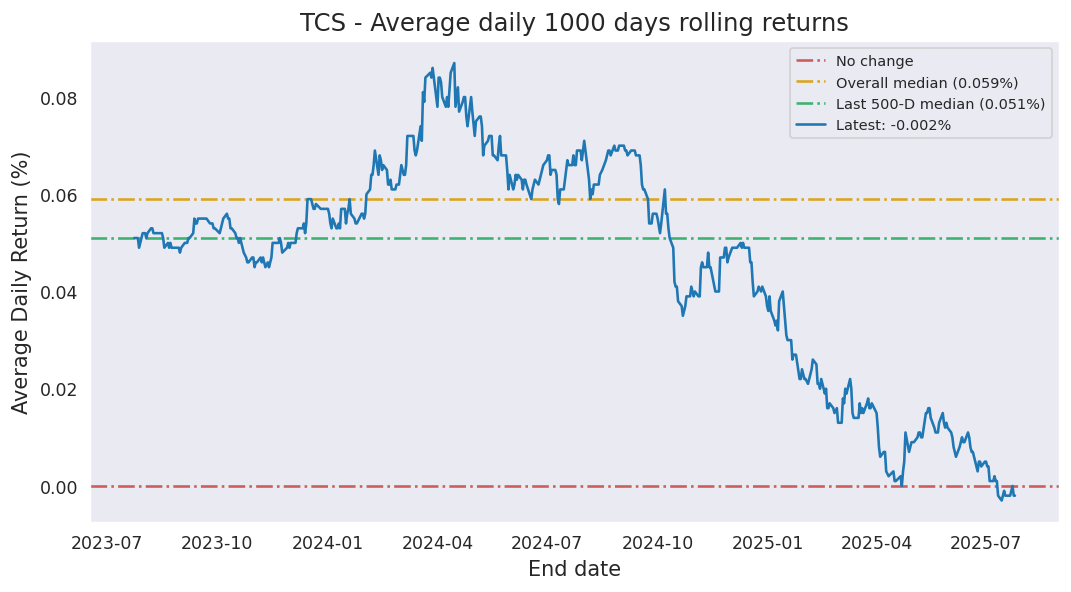 TCS - Average daily 1000 days rolling returns
No change
Overall median (0.059%)
Last 500-D median (0.051%)
Latest: -0.002%
Average Daily Return (%)
0.08
0.06
0.04
0.02
0.00
2023-07 2023-10 2024-01 2024-04 2024-07 2024-10 2025-01 2025-04 2025-07
End date